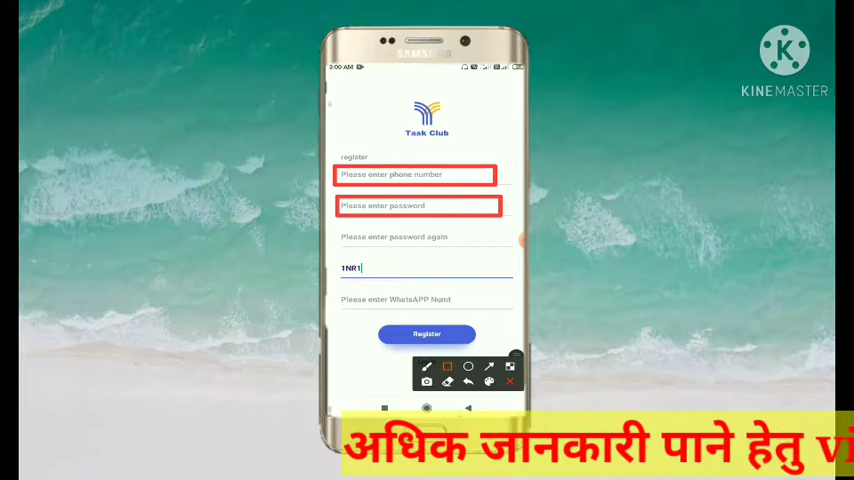 SAMSUNG
3:00 AM
Task Club
register
Please enter phone number
Please enter password
Please enter password again
1NR1
Please enter WhatsAPP Numt
Register
K
KINEMASTER
अधिक जानकारी पाने हेतु vi